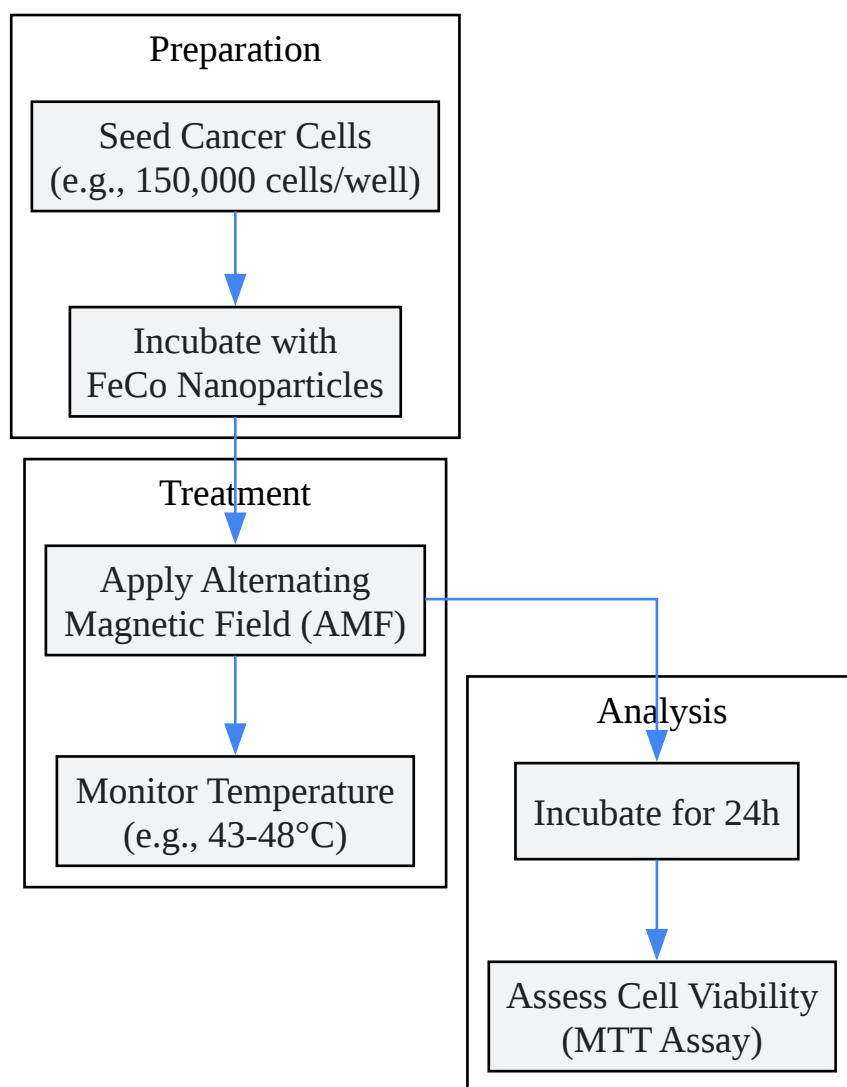 Preparation
Seed Cancer Cells
(e.g., 150,000 cells/well)
Incubate with
FeCo Nanoparticles
Treatment
Apply Alternating
Magnetic Field (AMF)
Monitor Temperature
(e.g., 43-48°C)
Analysis
Incubate for 24h
Assess Cell Viability
(MTT Assay)